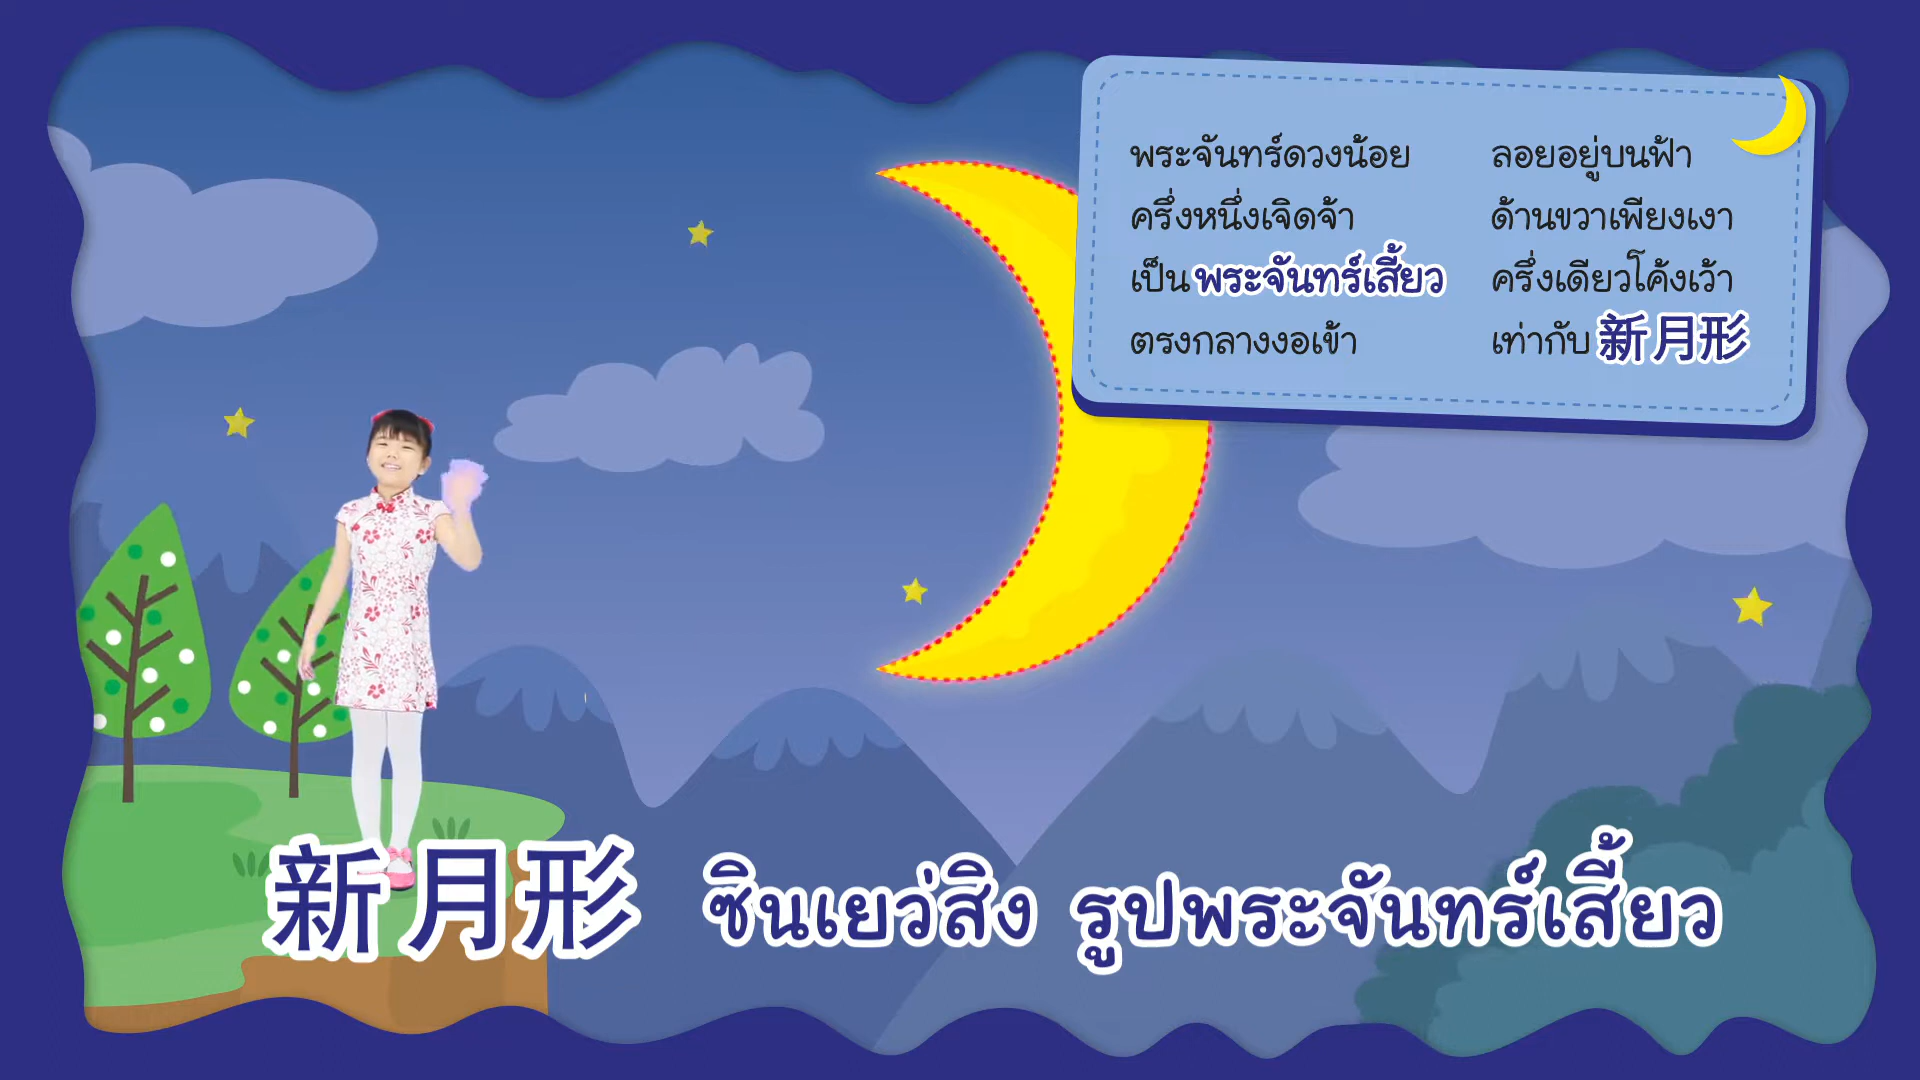 พระจันทร์ดวงน้อย ลอยอยู่บนฟ้า
ครึ่งหนึ่งเจิดจ้า ด้านขวาเพียงเงา
เป็น พระจันทร์เสี้ยว ครึ่งเดียวโค้งเว้า
ตรงกลางงอเข้า เท่ากับ 新月形
新月形 ซินเยว่สิง รูปพระจันทร์เสี้ยว